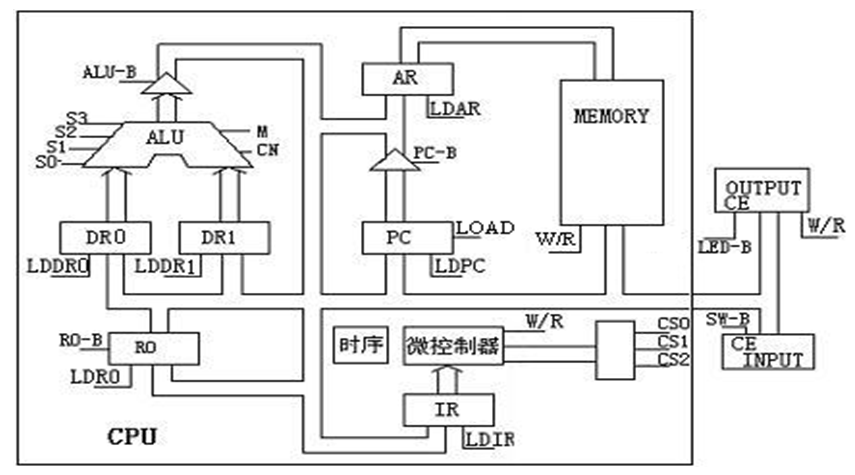 ALU-B
S3
S2
S1
S0
ALU
M
CN
AR
LDAR
MEMORY
PC-B
DR0
DR1
PC
LOAD
W/R
LDDR0
LDDR1
LDPC
OUTPUT
CE
LED-B
W/R
R0-B
R0
LDR0
时序
微控制器
W/R
CS0
CS1
CS2
SW-B
CE
INPUT
IR
LDIR
CPU